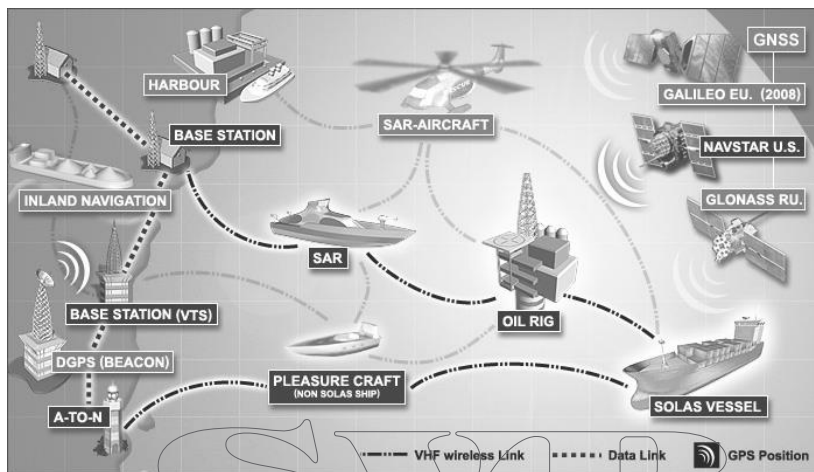 GNSS
HARBOUR
GALILEO EU. (2008)
SAR-AIRCRAFT
BASE STATION
NAVSTAR U.S.
INLAND NAVIGATION
GLONASS RU.
SAR
BASE STATION (VTS)
OIL RIG
DGPS (BEACON)
PLEASURE CRAFT
(NON SOLAS SHIP)
SOLAS VESSEL
A-TO-N
VHF wireless Link
Data Link
GPS Position